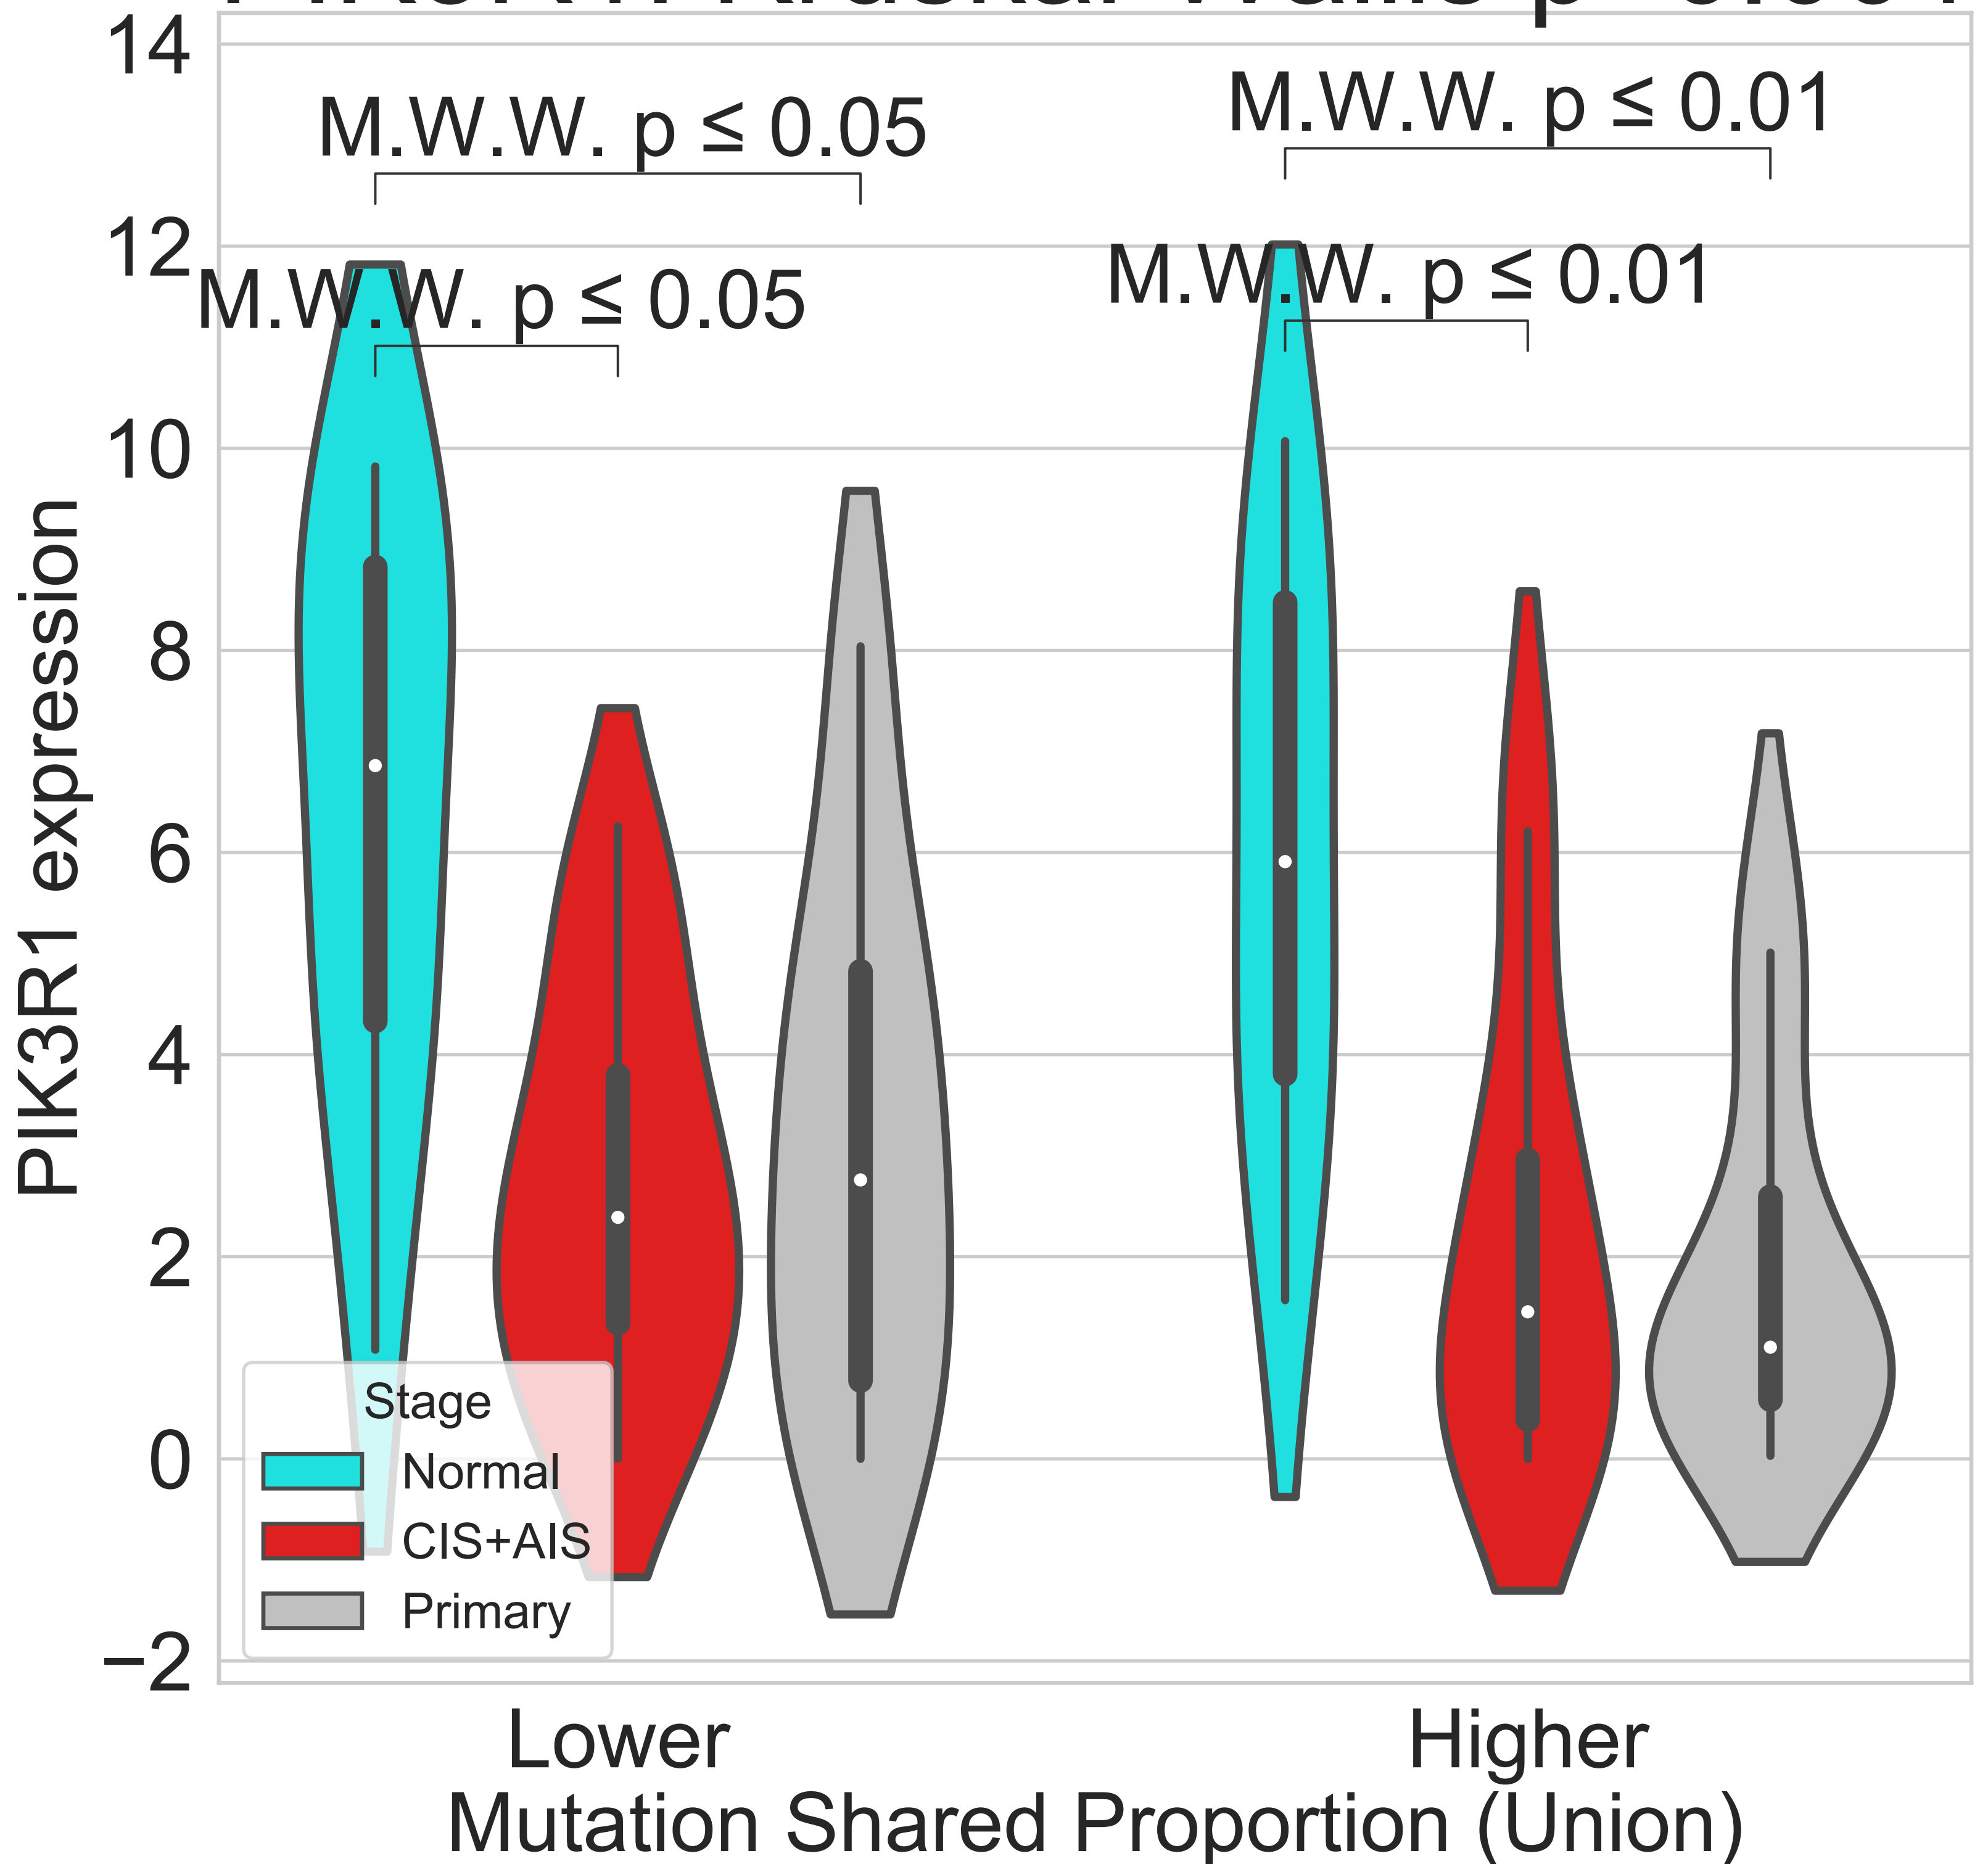 14
12
10
8
6
4
2
0
−2
PIK3R1 expression
M.W.W. p ≤ 0.05
M.W.W. p ≤ 0.01
M.W.W. p ≤ 0.05
M.W.W. p ≤ 0.01
Stage
Normal
CIS+AIS
Primary
Lower
Higher
Mutation Shared Proportion (Union)